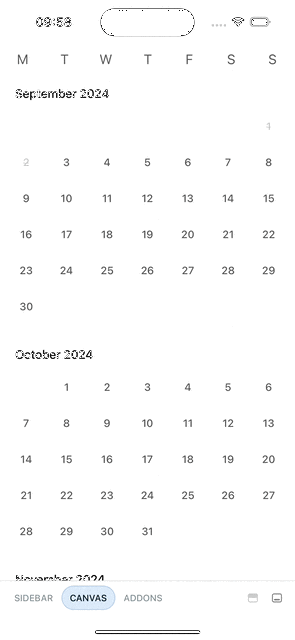 09:58
M T W T F S S
September 2024
1
2 3 4 5 6 7 8
9 10 11 12 13 14 15
16 17 18 19 20 21 22
23 24 25 26 27 28 29
30
October 2024
1 2 3 4 5 6
7 8 9 10 11 12 13
14 15 16 17 18 19 20
21 22 23 24 25 26 27
28 29 30 31
November 2024
SIDEBAR CANVAS ADDONS